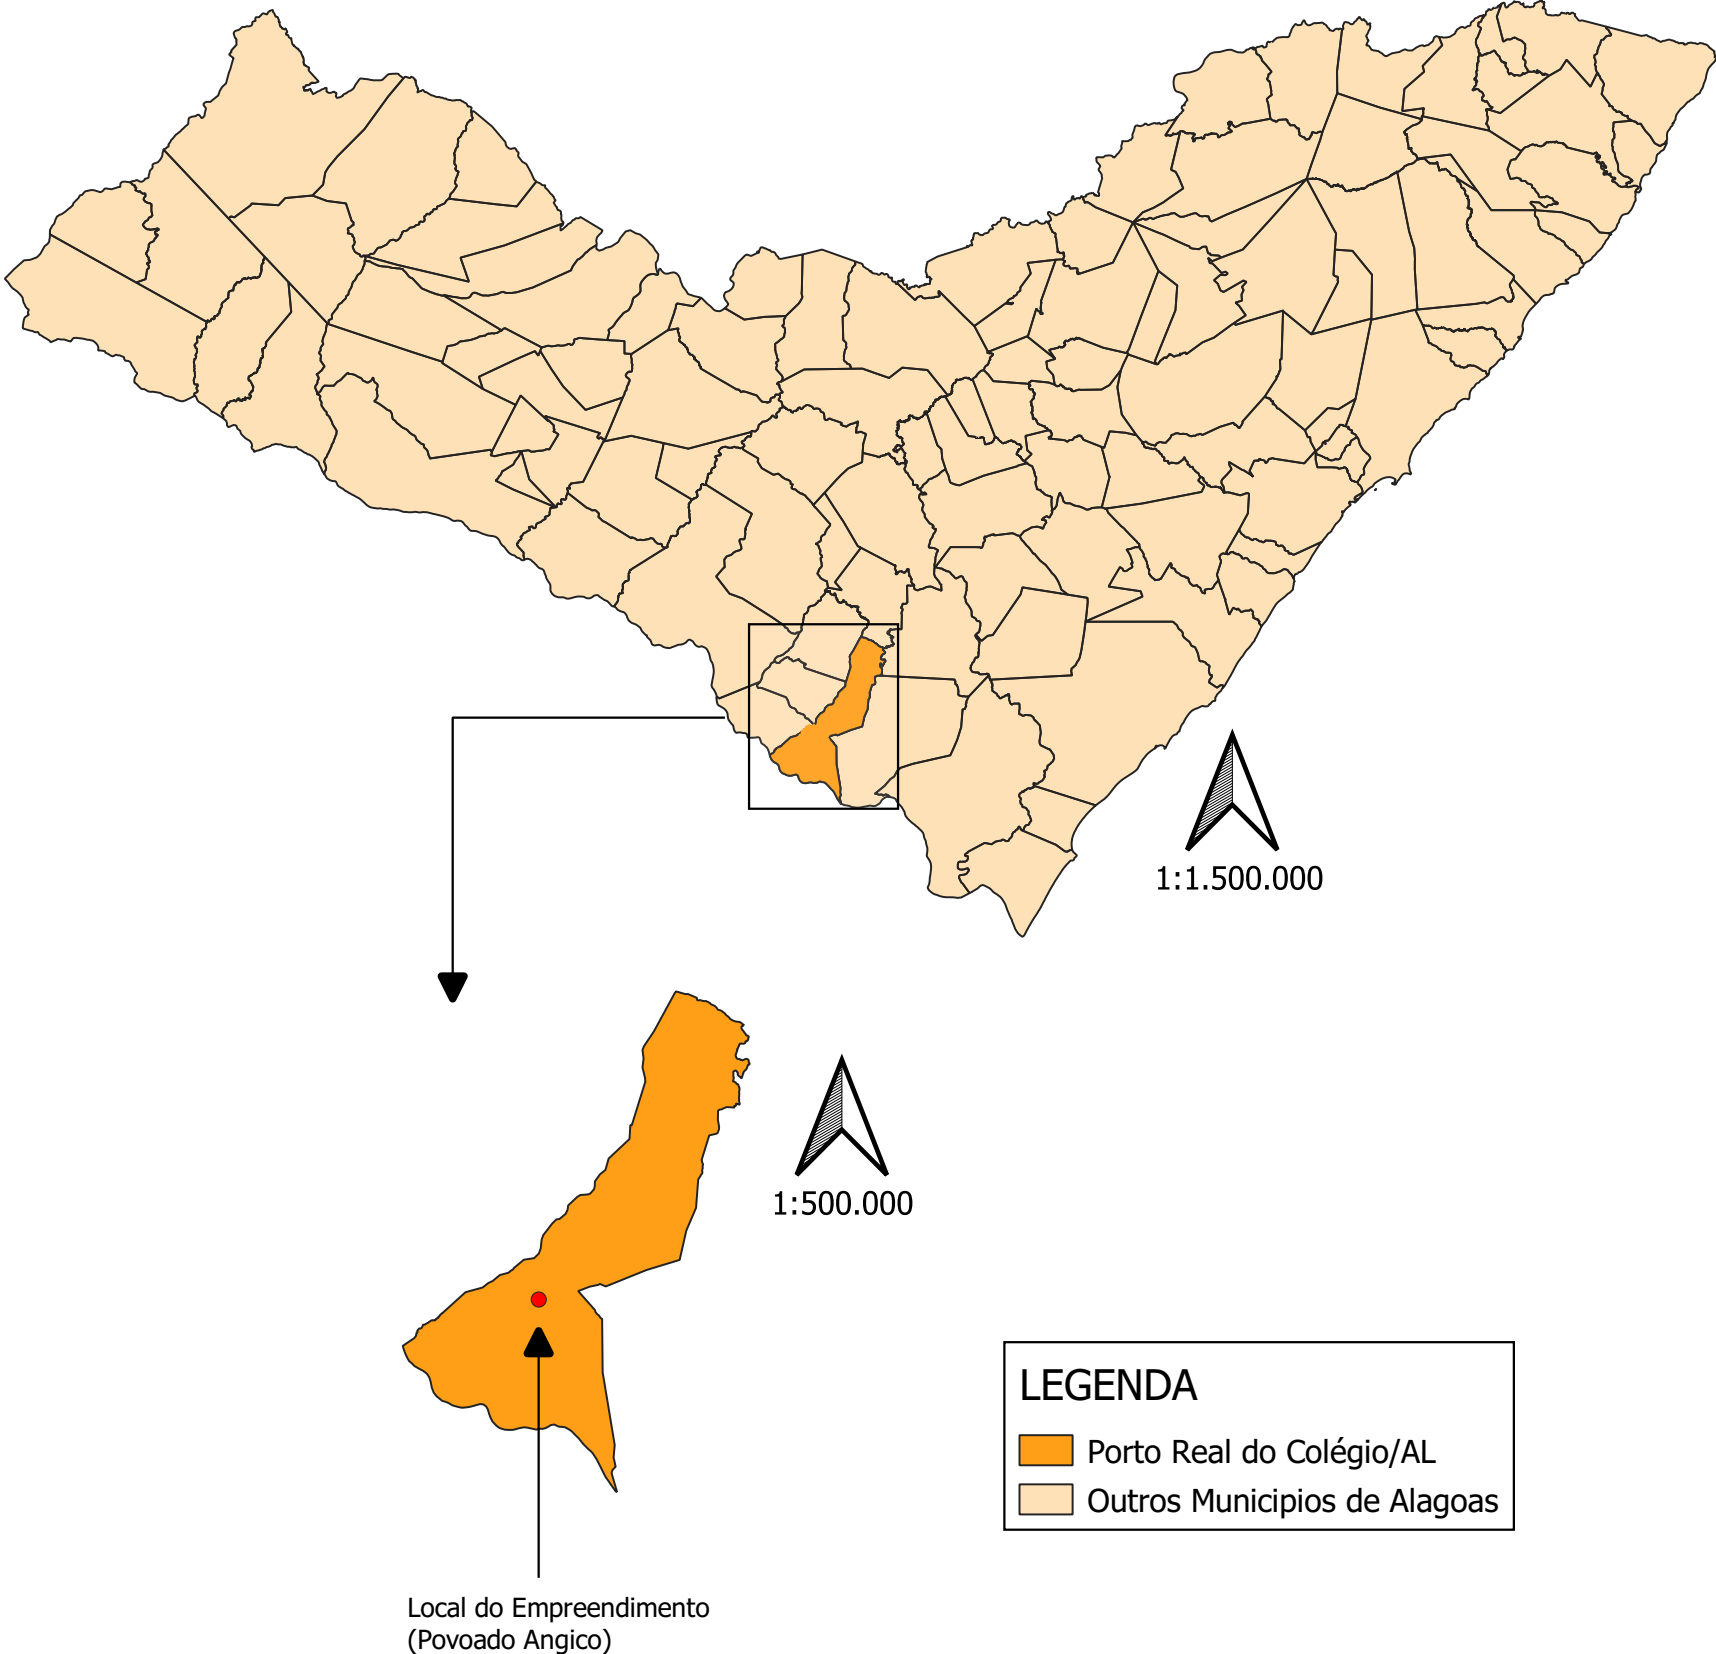 1:1.500.000
1:500.000
LEGENDA
Porto Real do Colégio/AL
Outros Municipios de Alagoas
Local do Empreendimento
(Povoado Angico)